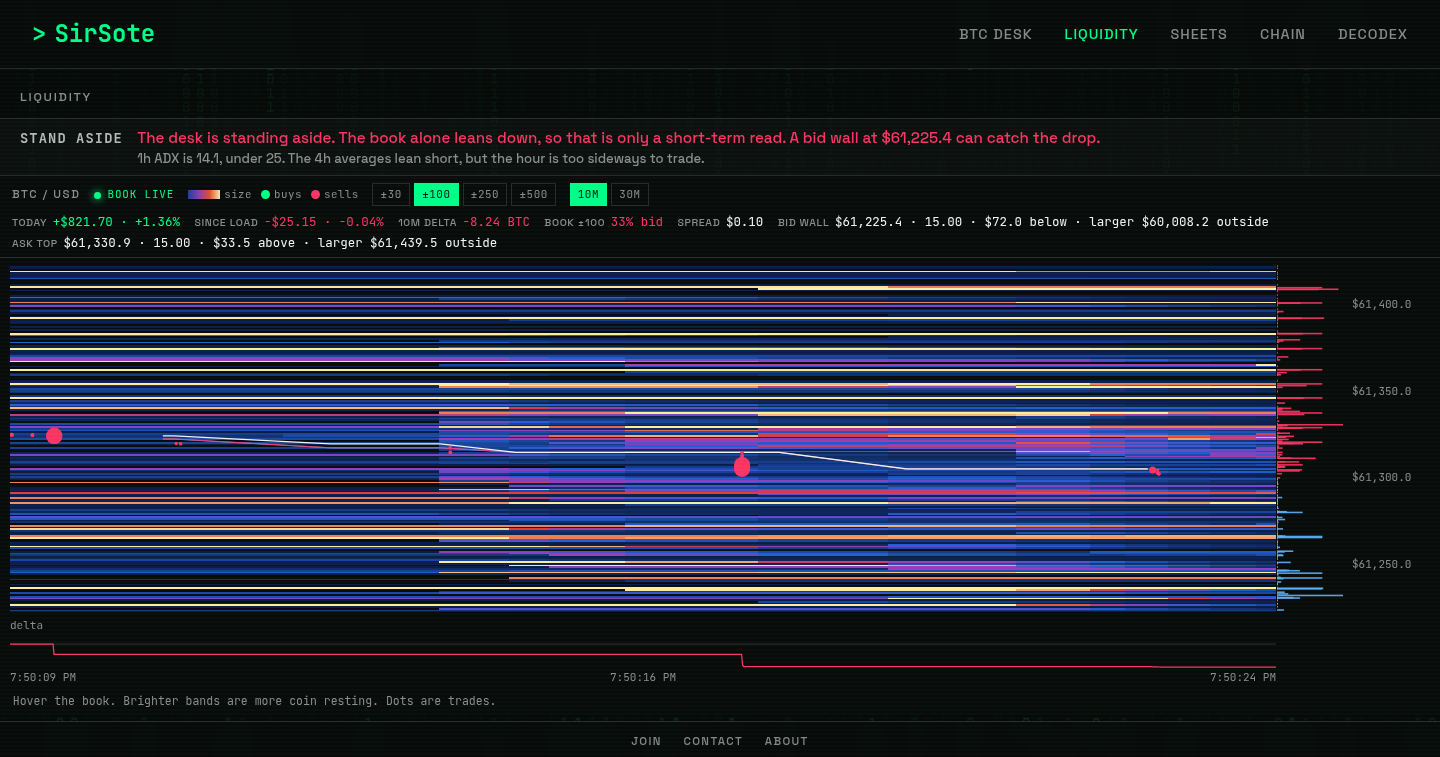 > SirSote
BTC DESK LIQUIDITY SHEETS CHAIN DECODEX
LIQUIDITY
STAND ASIDE The desk is standing aside. The book alone leans down, so that is only a short-term read. A bid wall at $61,225.4 can catch the drop.
1h ADX is 14.1, under 25. The 4h averages lean short, but the hour is too sideways to trade.
BTC / USD BOOK LIVE size buys sells ±30 ±100 ±250 ±500 10M 30M
TODAY +$821.70 · +1.36% SINCE LOAD -$25.15 · -0.04% 10M DELTA -8.24 BTC BOOK ±100 33% bid SPREAD $0.10 BID WALL $61,225.4 · 15.00 · $72.0 below · larger $60,008.2 outside
ASK TOP $61,330.9 · 15.00 · $33.5 above · larger $61,439.5 outside
$61,400.0
$61,350.0
$61,300.0
$61,250.0
delta
7:50:09 PM 7:50:16 PM 7:50:24 PM
Hover the book. Brighter bands are more coin resting. Dots are trades.
JOIN CONTACT ABOUT